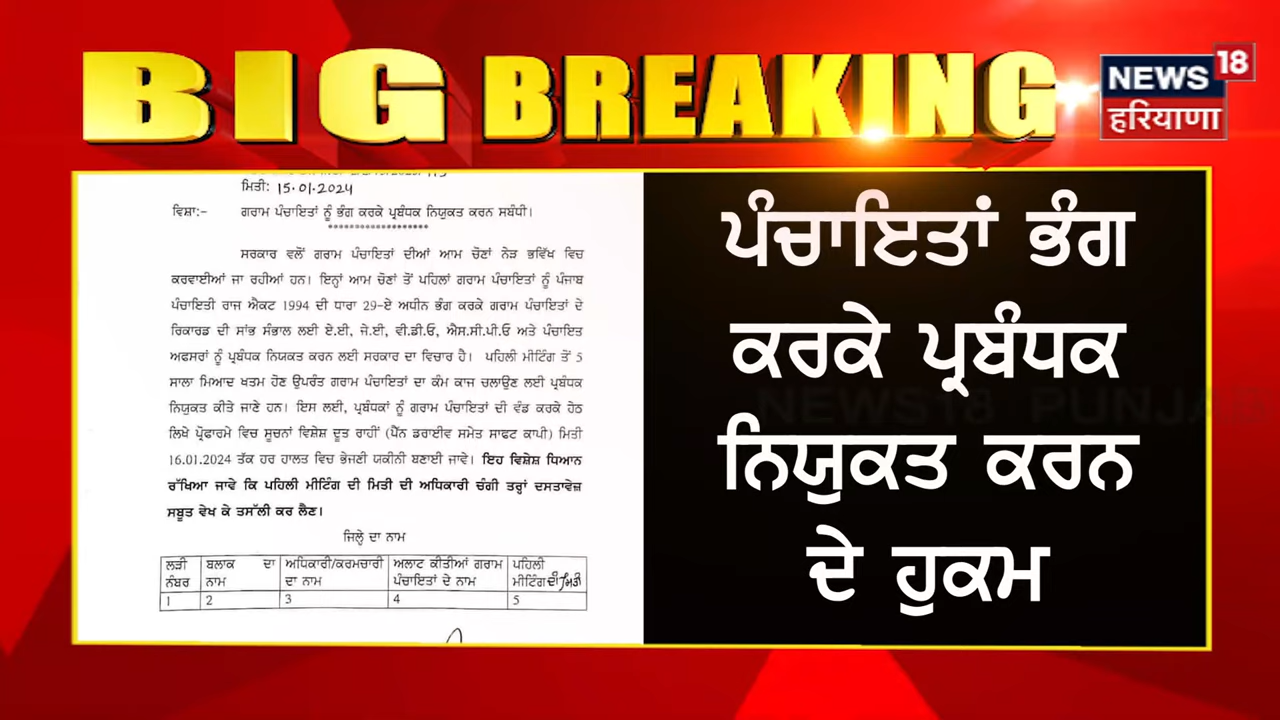 BIG BREAKING
NEWS 18
हरियाणा
ਮਿਤੀ: 15.01.2024
ਵਿਸ਼ਾ:- ਗਰਾਮ ਪੰਚਾਇਤਾਂ ਨੂੰ ਭੰਗ ਕਰਕੇ ਪ੍ਰਬੰਧਕ ਨਿਯੁਕਤ ਕਰਨ ਸਬੰਧੀ।
********************
ਸਰਕਾਰ ਵਲੋਂ ਗਰਾਮ ਪੰਚਾਇਤਾਂ ਦੀਆਂ ਆਮ ਚੋਣਾਂ ਨੇੜ ਭਵਿੱਖ ਵਿਚ
ਕਰਵਾਈਆਂ ਜਾ ਰਹੀਆਂ ਹਨ। ਇਨ੍ਹਾਂ ਆਮ ਚੋਣਾਂ ਤੋਂ ਪਹਿਲਾਂ ਗਰਾਮ ਪੰਚਾਇਤਾਂ ਨੂੰ ਪੰਜਾਬ
ਪੰਚਾਇਤੀ ਰਾਜ ਐਕਟ 1994 ਦੀ ਧਾਰਾ 29-ਏ ਅਧੀਨ ਭੰਗ ਕਰਕੇ ਗਰਾਮ ਪੰਚਾਇਤਾਂ ਦੇ
ਰਿਕਾਰਡ ਦੀ ਸਾਂਭ ਸੰਭਾਲ ਲਈ ਏ.ਈ, ਜੇ.ਈ, ਵੀ.ਡੀ.ਓ, ਐਸ.ਸੀ.ਪੀ.ਓ ਅਤੇ ਪੰਚਾਇਤ
ਅਫਸਰਾਂ ਨੂੰ ਪ੍ਰਬੰਧਕ ਨਿਯਕਤ ਕਰਨ ਲਈ ਸਰਕਾਰ ਦਾ ਵਿਚਾਰ ਹੈ। ਪਹਿਲੀ ਮੀਟਿੰਗ ਤੋਂ 5
ਸਾਲਾ ਮਿਆਦ ਖਤਮ ਹੋਣ ਉਪਰੰਤ ਗਰਾਮ ਪੰਚਾਇਤਾਂ ਦਾ ਕੰਮ ਕਾਜ ਚਲਾਉਣ ਲਈ ਪ੍ਰਬੰਧਕ
ਨਿਯੁਕਤ ਕੀਤੇ ਜਾਣੇ ਹਨ। ਇਸ ਲਈ, ਪ੍ਰਬੰਧਕਾਂ ਨੂੰ ਗਰਾਮ ਪੰਚਾਇਤਾਂ ਦੀ ਵੰਡ ਕਰਕੇ ਹੇਠ
ਲਿਖੇ ਪ੍ਰੋਫਾਰਮੇ ਵਿਚ ਸੂਚਨਾਂ ਵਿਸ਼ੇਸ਼ ਦੂਤ ਰਾਹੀਂ (ਪੈੱਨ ਡਰਾਈਵ ਸਮੇਤ ਸਾਫਟ ਕਾਪੀ) ਮਿਤੀ
16.01.2024 ਤੱਕ ਹਰ ਹਾਲਤ ਵਿਚ ਭੇਜਣੀ ਯਕੀਨੀ ਬਣਾਈ ਜਾਵੇ। ਇਹ ਵਿਸ਼ੇਸ਼ ਧਿਆਨ
ਰੱਖਿਆ ਜਾਵੇ ਕਿ ਪਹਿਲੀ ਮੀਟਿੰਗ ਦੀ ਮਿਤੀ ਦੀ ਅਧਿਕਾਰੀ ਚੰਗੀ ਤਰ੍ਹਾਂ ਦਸਤਾਵੇਜ਼
ਸਬੂਤ ਵੇਖ ਕੇ ਤਸੱਲੀ ਕਰ ਲੈਣ।
ਜਿਲ੍ਹੇ ਦਾ ਨਾਮ
ਲੜੀ ਨੰਬਰ | ਬਲਾਕ ਦਾ ਨਾਮ | ਅਧਿਕਾਰੀ/ਕਰਮਚਾਰੀ ਦਾ ਨਾਮ | ਅਲਾਟ ਕੀਤੀਆਂ ਗਰਾਮ ਪੰਚਾਇਤਾਂ ਦੇ ਨਾਮ | ਪਹਿਲੀ ਮੀਟਿੰਗ ਦੀ ਮਿਤੀ
1 | 2 | 3 | 4 | 5
ਪੰਚਾਇਤਾਂ ਭੰਗ
ਕਰਕੇ ਪ੍ਰਬੰਧਕ
ਨਿਯੁਕਤ ਕਰਨ
ਦੇ ਹੁਕਮ
NEWS18 PUNJAB